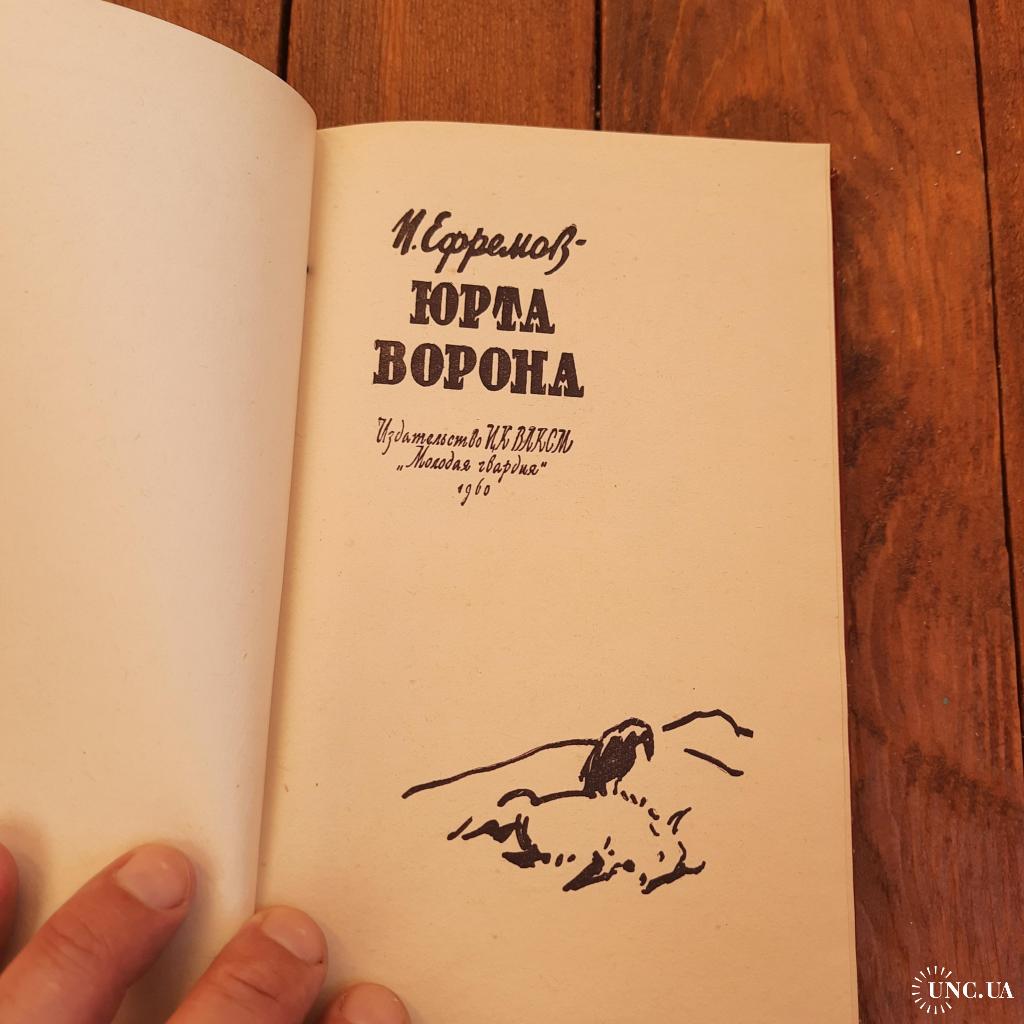 И. Ефремов-
ЮРТА
ВОРОНА
Издательство ЦК ВЛКСМ
„Молодая гвардия“
1960
UNC.UA